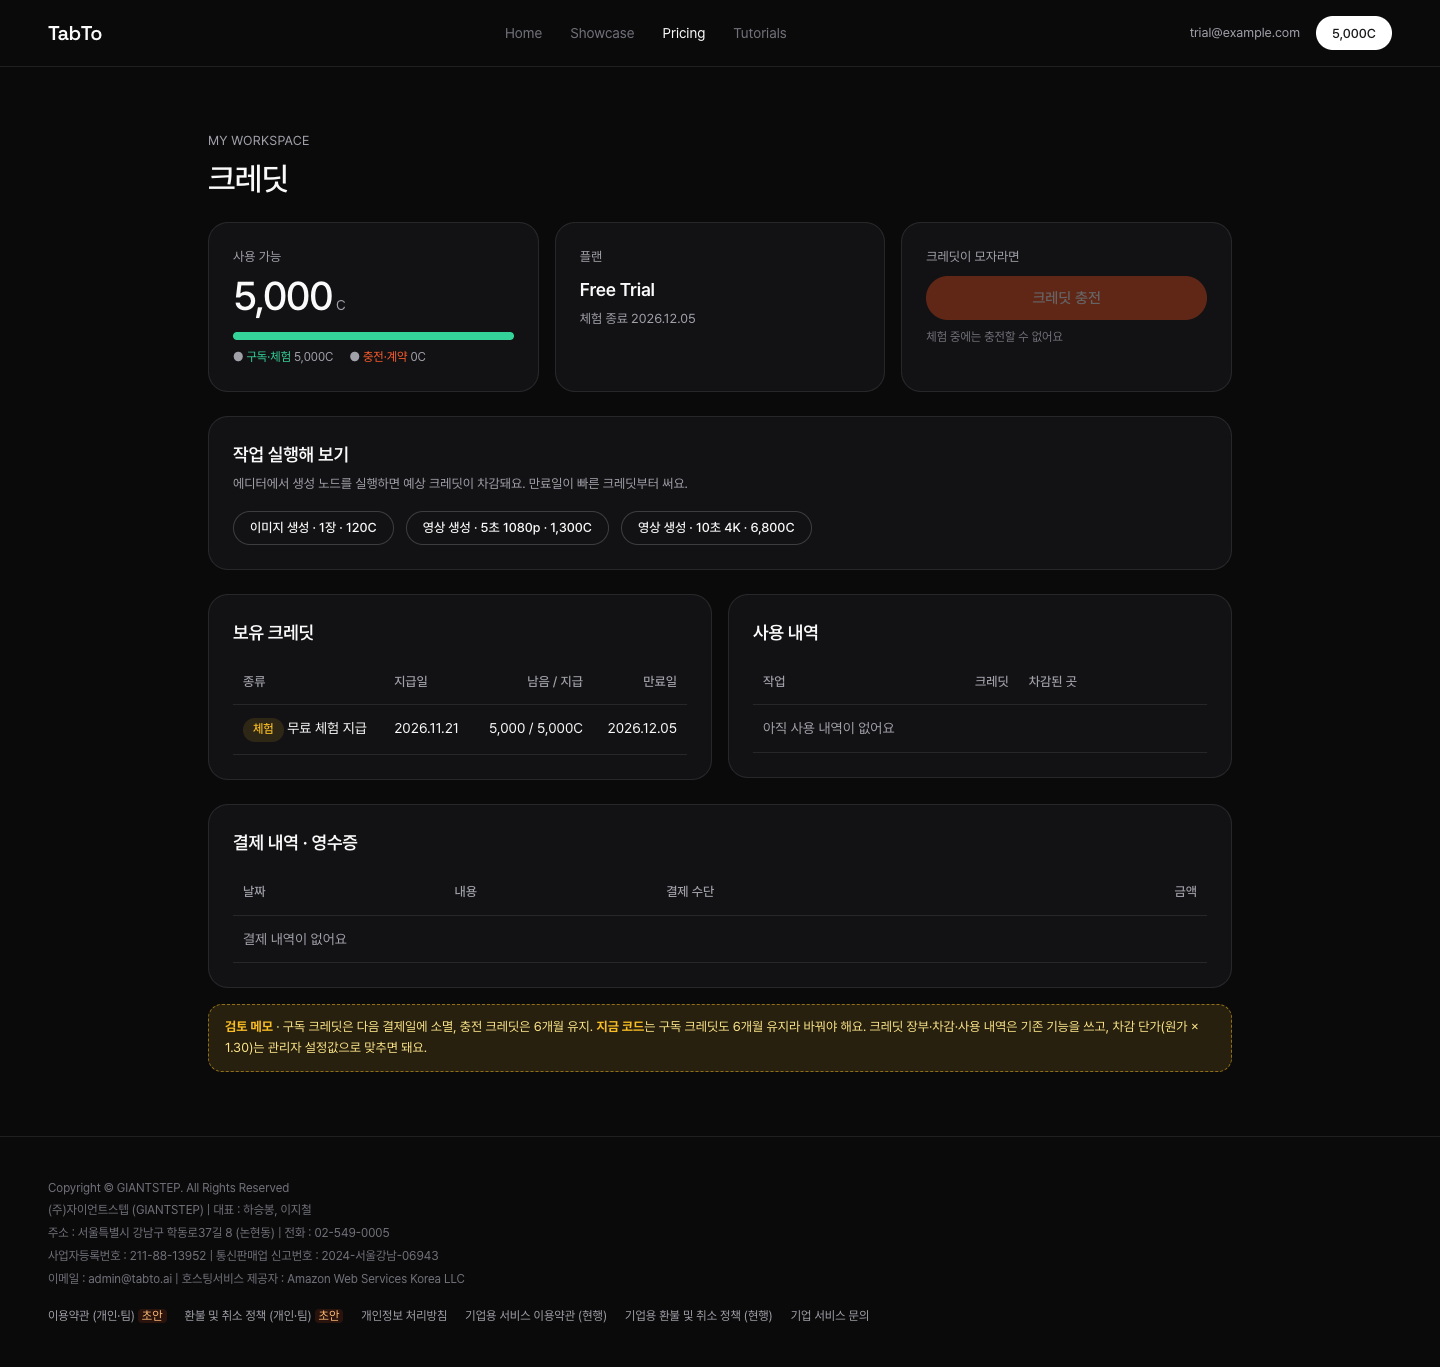 TabTo
Home Showcase Pricing Tutorials
trial@example.com 5,000C
MY WORKSPACE
크레딧
사용 가능
5,000 C
구독·체험 5,000C 충전·계약 0C
플랜
Free Trial
체험 종료 2026.12.05
크레딧이 모자라면
크레딧 충전
체험 중에는 충전할 수 없어요
작업 실행해 보기
에디터에서 생성 노드를 실행하면 예상 크레딧이 차감돼요. 만료일이 빠른 크레딧부터 써요.
이미지 생성 · 1장 · 120C 영상 생성 · 5초 1080p · 1,300C 영상 생성 · 10초 4K · 6,800C
보유 크레딧
종류 지급일 남음 / 지급 만료일
체험 무료 체험 지급 2026.11.21 5,000 / 5,000C 2026.12.05
사용 내역
작업 크레딧 차감된 곳
아직 사용 내역이 없어요
결제 내역 · 영수증
날짜 내용 결제 수단 금액
결제 내역이 없어요
검토 메모 · 구독 크레딧은 다음 결제일에 소멸, 충전 크레딧은 6개월 유지. 지금 코드는 구독 크레딧도 6개월 유지라 바꿔야 해요. 크레딧 장부·차감·사용 내역은 기존 기능을 쓰고, 차감 단가(원가 ×
1.30)는 관리자 설정값으로 맞추면 돼요.
Copyright © GIANTSTEP. All Rights Reserved
(주)자이언트스텝 (GIANTSTEP) | 대표 : 하승봉, 이지철
주소 : 서울특별시 강남구 학동로37길 8 (논현동) | 전화 : 02-549-0005
사업자등록번호 : 211-88-13952 | 통신판매업 신고번호 : 2024-서울강남-06943
이메일 : admin@tabto.ai | 호스팅서비스 제공자 : Amazon Web Services Korea LLC
이용약관 (개인·팀) 초안 환불 및 취소 정책 (개인·팀) 초안 개인정보 처리방침 기업용 서비스 이용약관 (현행) 기업용 환불 및 취소 정책 (현행) 기업 서비스 문의